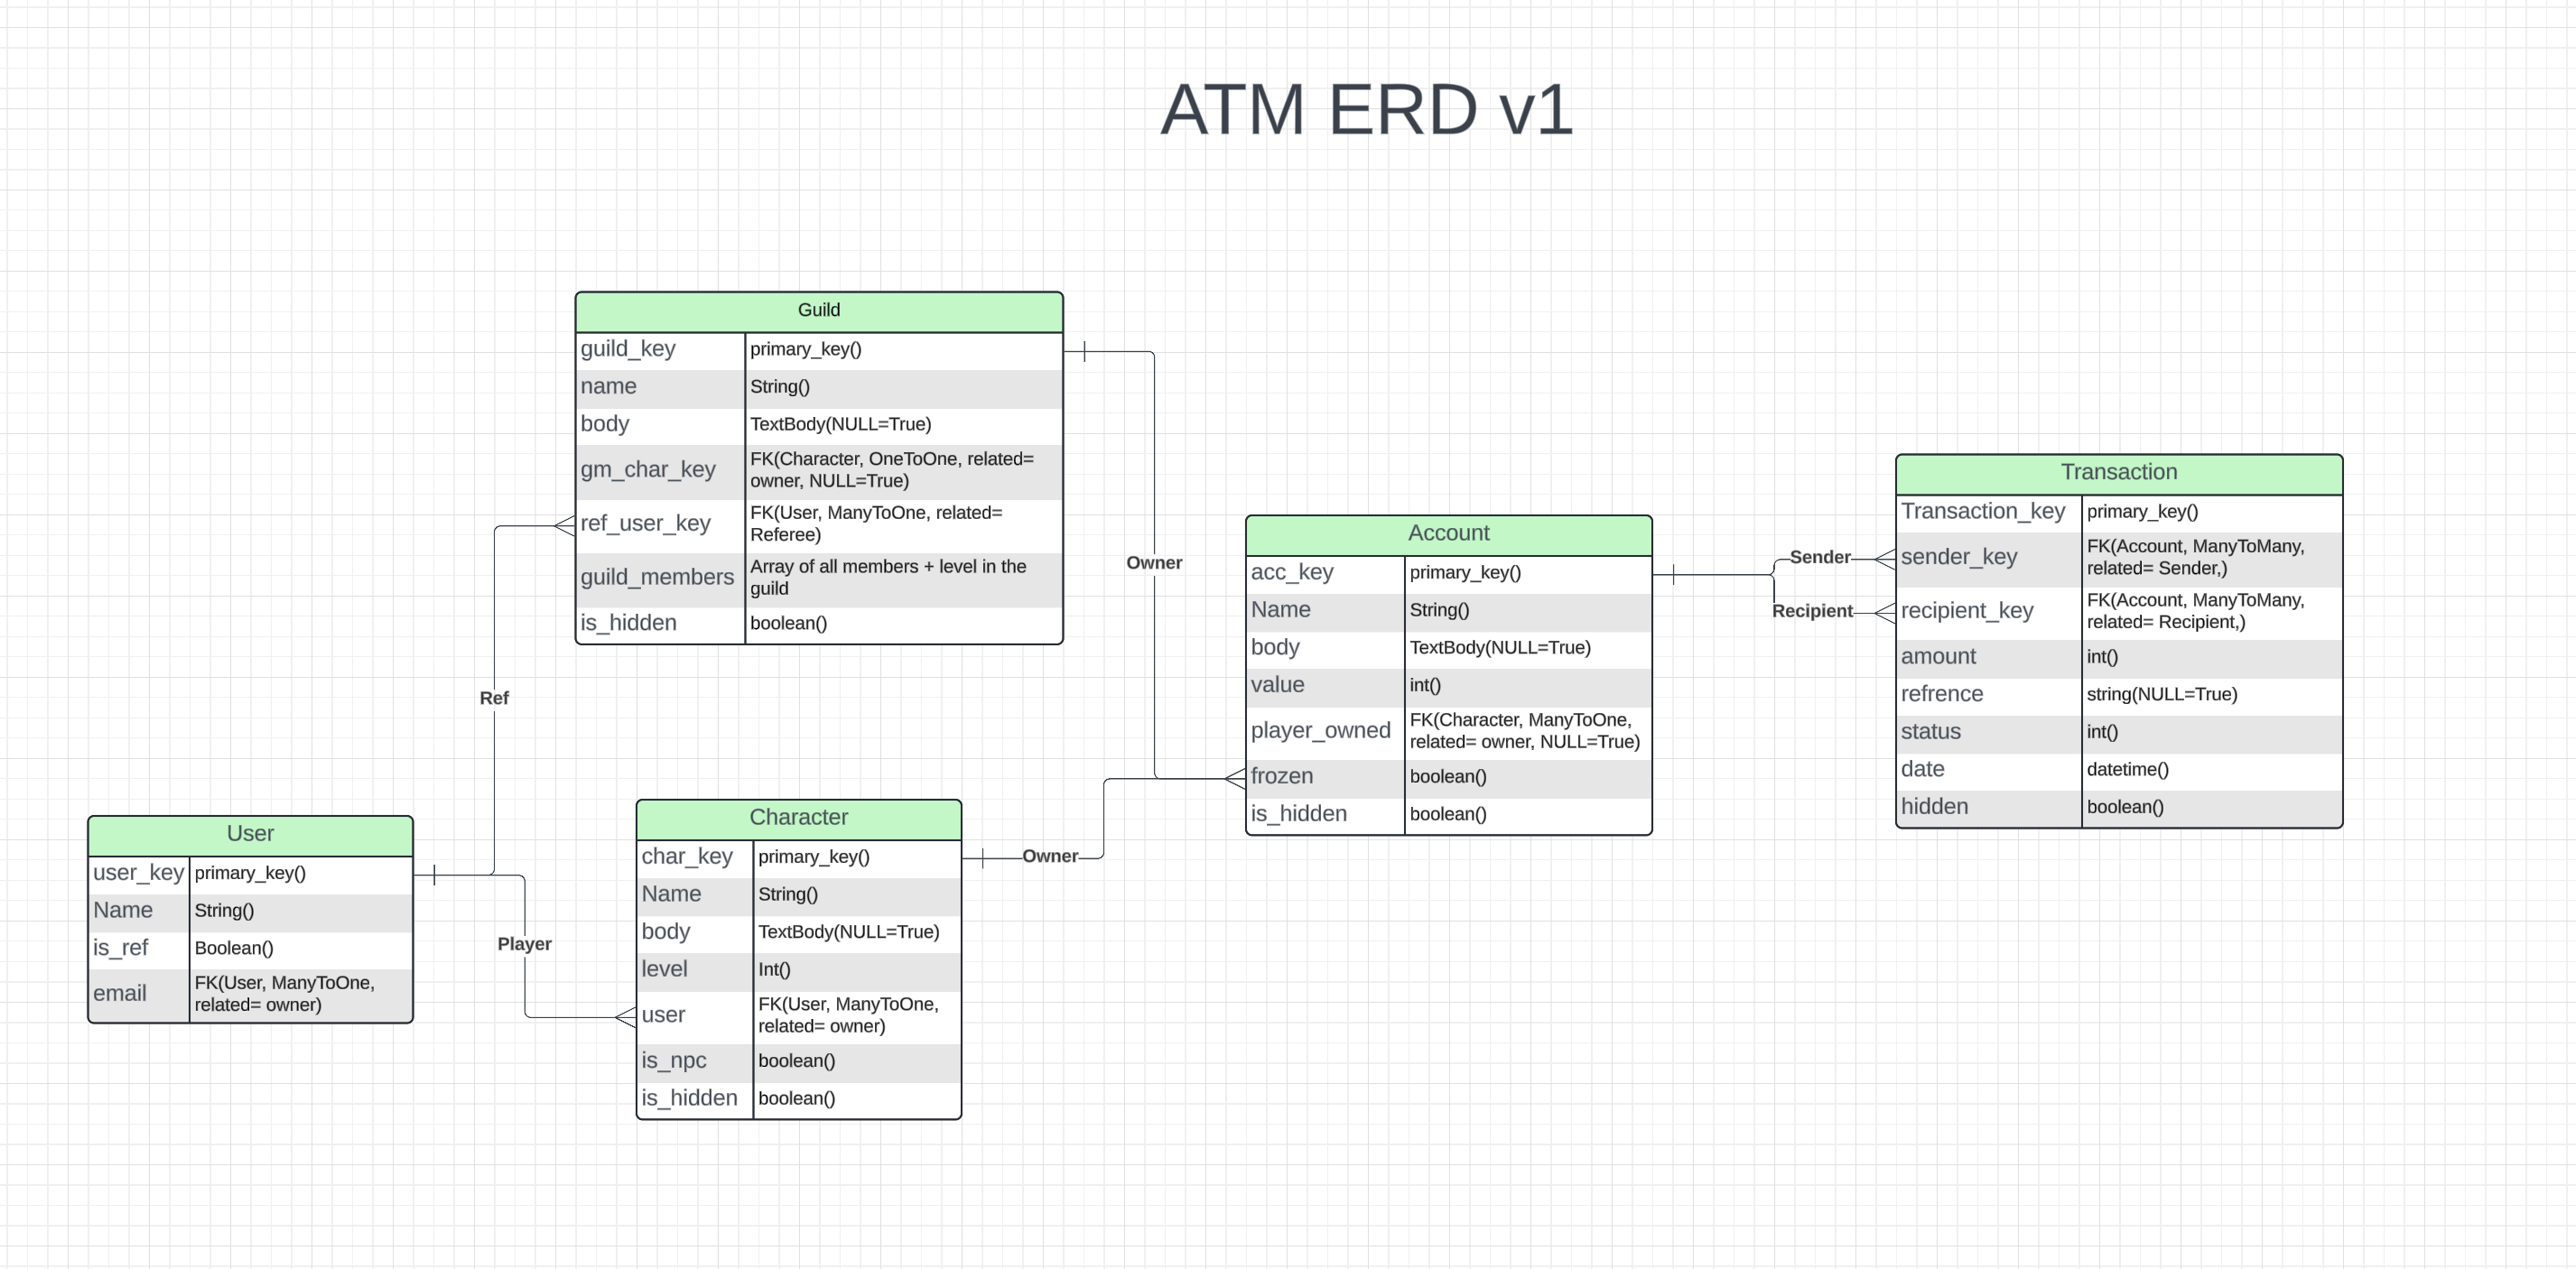 ATM ERD v1
Guild
guild_key primary_key()
name String()
body TextBody(NULL=True)
gm_char_key FK(Character, OneToOne, related=
owner, NULL=True)
ref_user_key FK(User, ManyToOne, related=
Referee)
guild_members Array of all members + level in the
guild
is_hidden boolean()
Ref
Owner
User
user_key primary_key()
Name String()
is_ref Boolean()
email FK(User, ManyToOne,
related= owner)
Player
Character
char_key primary_key()
Name String()
body TextBody(NULL=True)
level Int()
user FK(User, ManyToOne,
related= owner)
is_npc boolean()
is_hidden boolean()
Owner
Account
acc_key primary_key()
Name String()
body TextBody(NULL=True)
value int()
player_owned FK(Character, ManyToOne,
related= owner, NULL=True)
frozen boolean()
is_hidden boolean()
Sender
Recipient
Transaction
Transaction_key primary_key()
sender_key FK(Account, ManyToMany,
related= Sender,)
recipient_key FK(Account, ManyToMany,
related= Recipient,)
amount int()
refrence string(NULL=True)
status int()
date datetime()
hidden boolean()